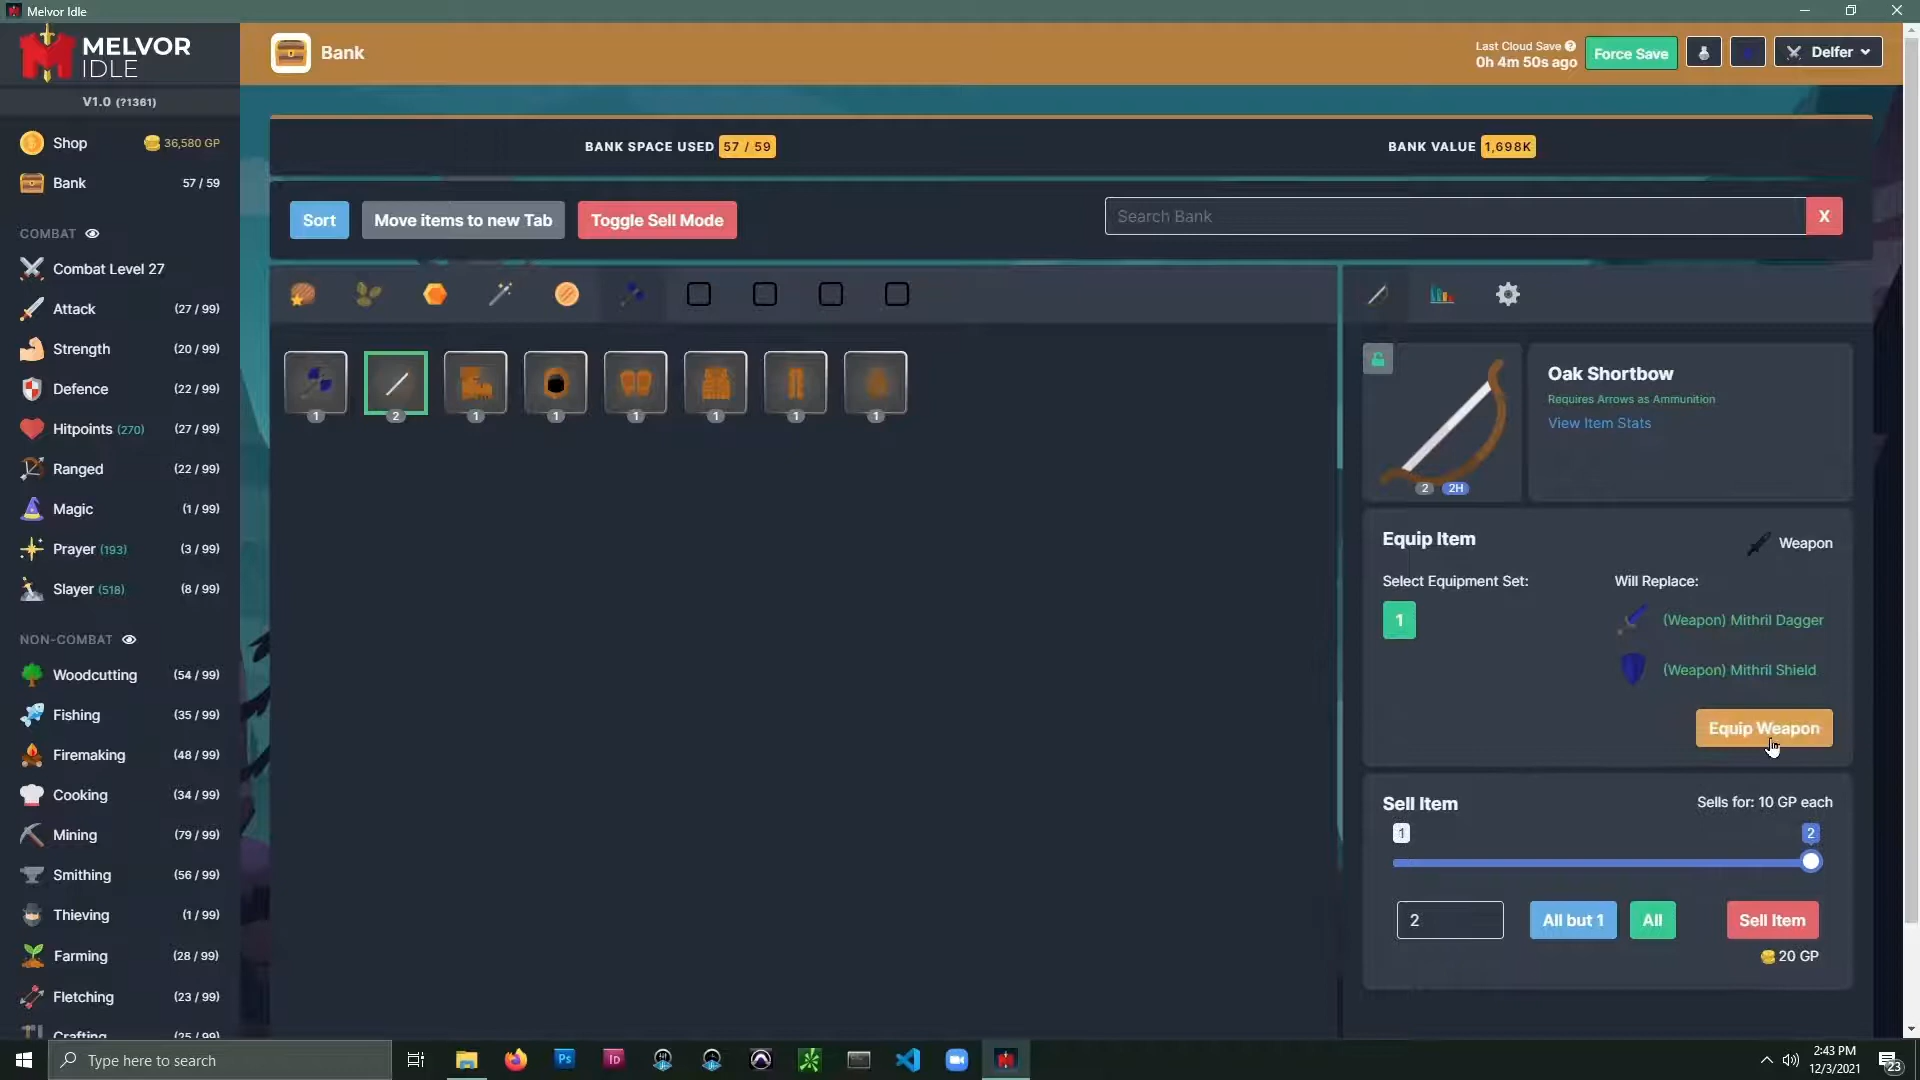 Melvor Idle
MELVOR
IDLE
V1.0 (?1361)
Shop 36,580 GP
Bank 57 / 59
COMBAT
Combat Level 27
Attack (27 / 99)
Strength (20 / 99)
Defence (22 / 99)
Hitpoints (270) (27 / 99)
Ranged (22 / 99)
Magic (1 / 99)
Prayer (193) (3 / 99)
Slayer (518) (8 / 99)
NON-COMBAT
Woodcutting (54 / 99)
Fishing (35 / 99)
Firemaking (48 / 99)
Cooking (34 / 99)
Mining (79 / 99)
Smithing (56 / 99)
Thieving (1 / 99)
Farming (28 / 99)
Fletching (23 / 99)
Crafting (25 / 99)
Bank
Last Cloud Save ?
0h 4m 50s ago
Force Save
Delfer
BANK SPACE USED 57 / 59
BANK VALUE 1,698K
Sort Move items to new Tab Toggle Sell Mode
Search Bank X
1 2 1 1 1 1 1 1
2 2H
Oak Shortbow
Requires Arrows as Ammunition
View Item Stats
Equip Item Weapon
Select Equipment Set: Will Replace:
1 (Weapon) Mithril Dagger
(Weapon) Mithril Shield
Equip Weapon
Sell Item Sells for: 10 GP each
1 2
2 All but 1 All Sell Item
20 GP
Type here to search
Ps
Id
2:43 PM
12/3/2021
23